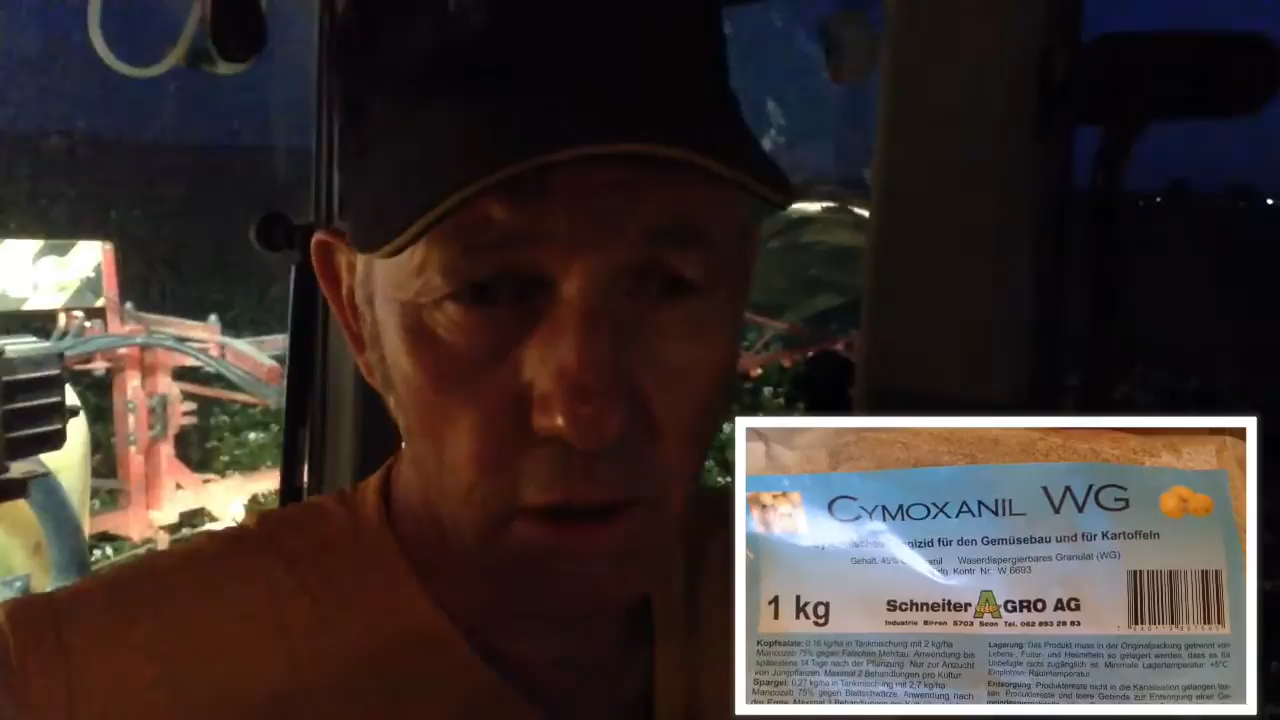 CYMOXANIL WG
gizid für den Gemüsebau und für Kartoffeln
Gehalt: 45% anil Waserdispergierbares Granulat (WG)
Kontr Nr.: W 6693
1 kg
Schneiter AGRO AG
Industrie Birren 5703 Seon Tel. 062 893 28 83
Kopfsalate: 0,16 kg/ha in Tankmischung mit 2 kg/ha
Mancozeb 75% gegen Falschen Mehltau. Anwendung bis
spätestens 14 Tage nach der Pflanzung. Nur zur Anzucht
von Jungpflanzen. Maximal 2 Behandlungen pro Kultur.
Spargel: 0,27 kg/ha in Tankmischung mit 2,7 kg/ha
Mancozeb 75% gegen Blattschwärze. Anwendung nach
der Ernte. Maximal 3
Lagerung: Das Produkt muss in der Originalpackung getrennt von
Lebens-, Futter- und Heilmitteln so gelagert werden, dass es für
Unbefugte nicht zugänglich ist. Minimale Lagertemperatur: +5°C
Empfohlen: Raumtemperatur.
Entsorgung: Produktereste nicht in die Kanalisation gelangen las-
sen. Produktereste und leere Gebinde zur Entsorgung einer Ge-